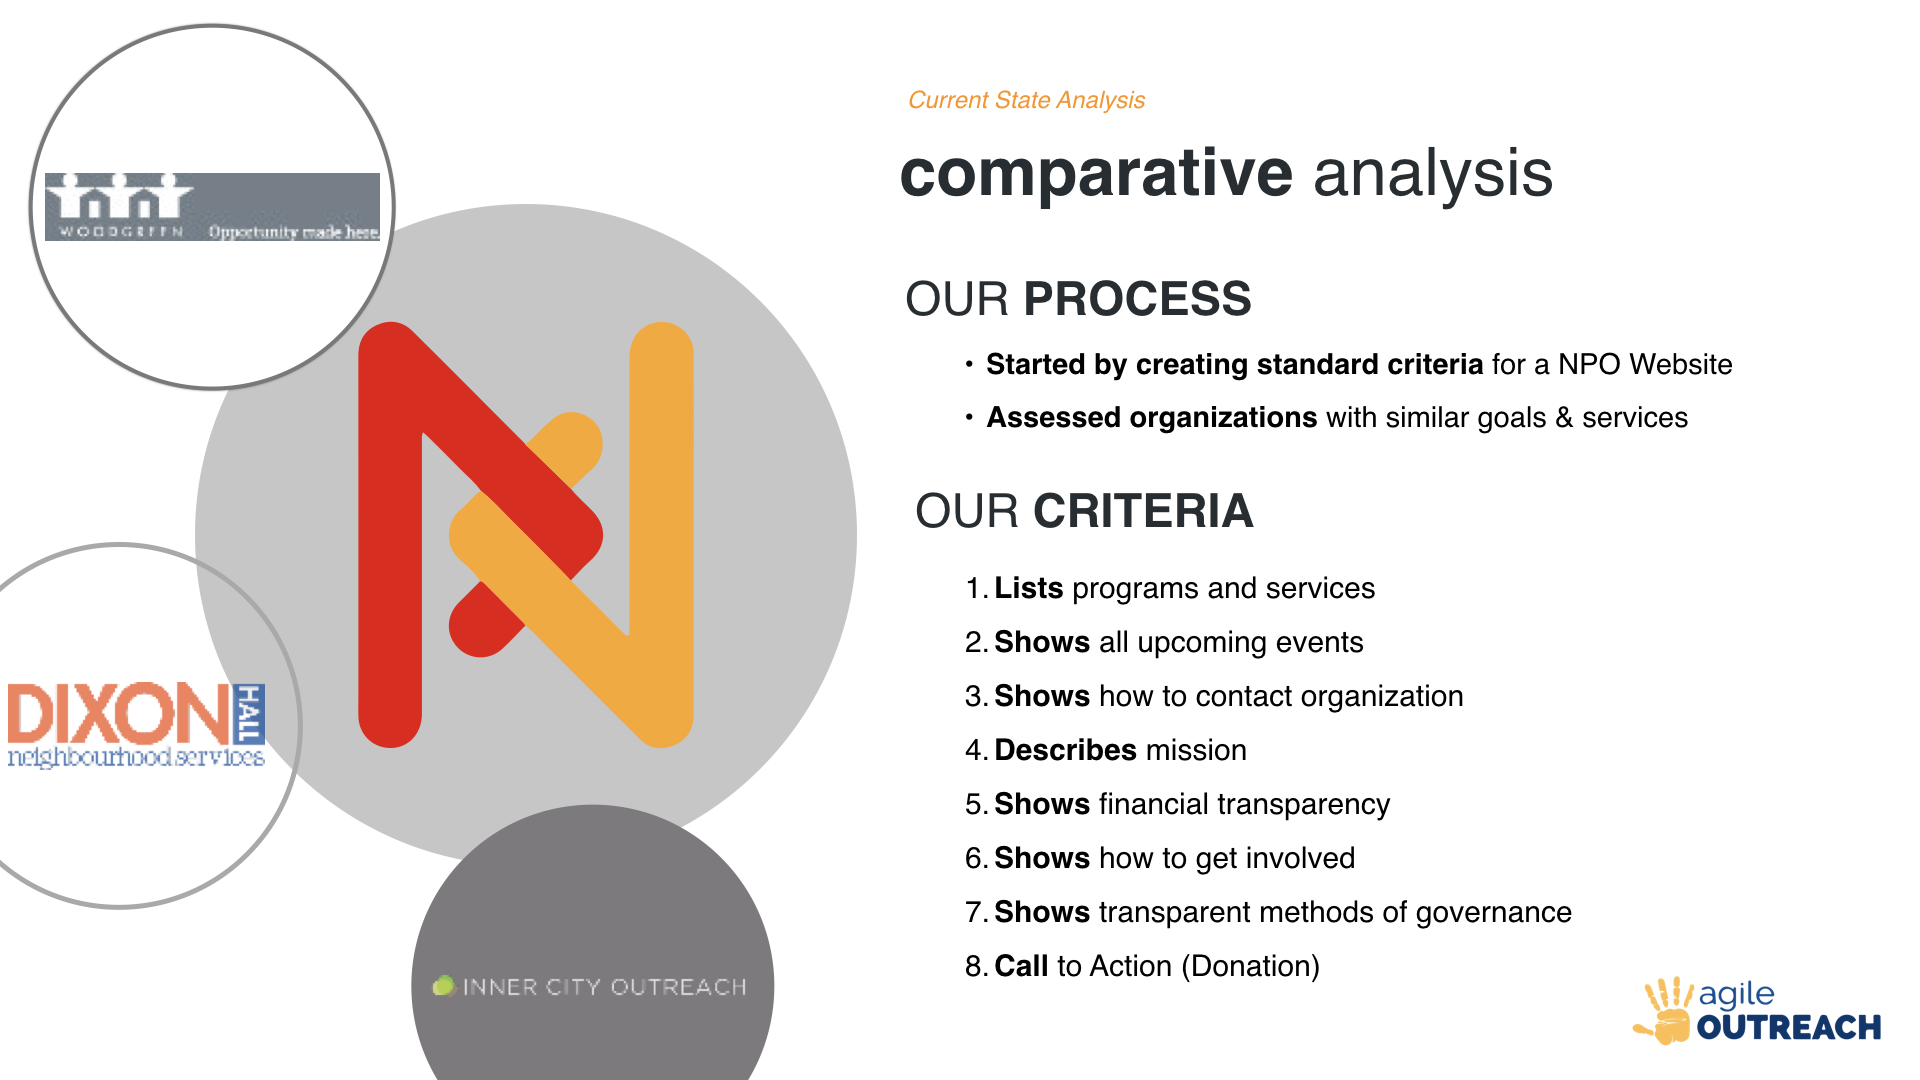 WOODGREEN
Opportunity made here.
DIXON
HALL
neighbourhood services
INNER CITY OUTREACH
Current State Analysis
comparative analysis
OUR PROCESS
• Started by creating standard criteria for a NPO Website
• Assessed organizations with similar goals & services
OUR CRITERIA
1. Lists programs and services
2. Shows all upcoming events
3. Shows how to contact organization
4. Describes mission
5. Shows financial transparency
6. Shows how to get involved
7. Shows transparent methods of governance
8. Call to Action (Donation)
agile
OUTREACH